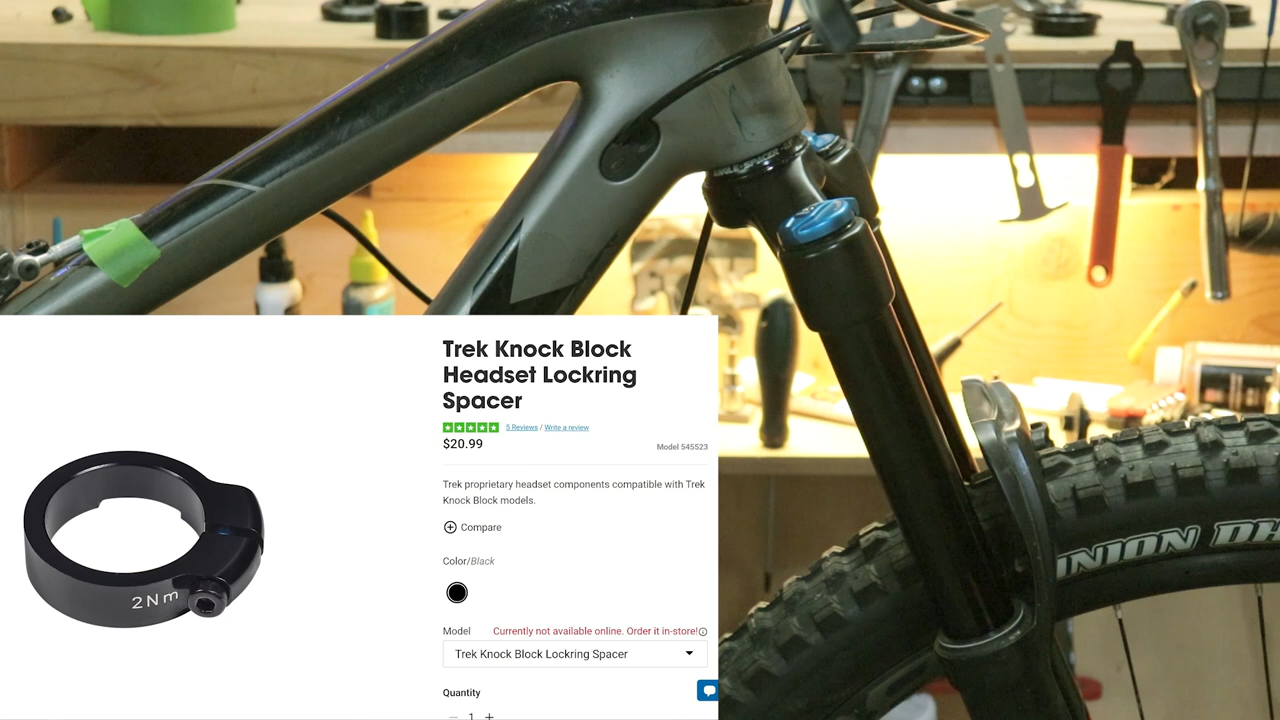 Trek Knock Block
Headset Lockring
Spacer
5 Reviews / Write a review
$20.99
Model 545523
Trek proprietary headset components compatible with Trek
Knock Block models.
Compare
Color/Black
Model
Currently not available online. Order it in-store!
Trek Knock Block Lockring Spacer
Quantity
1
2Nm
INION DH